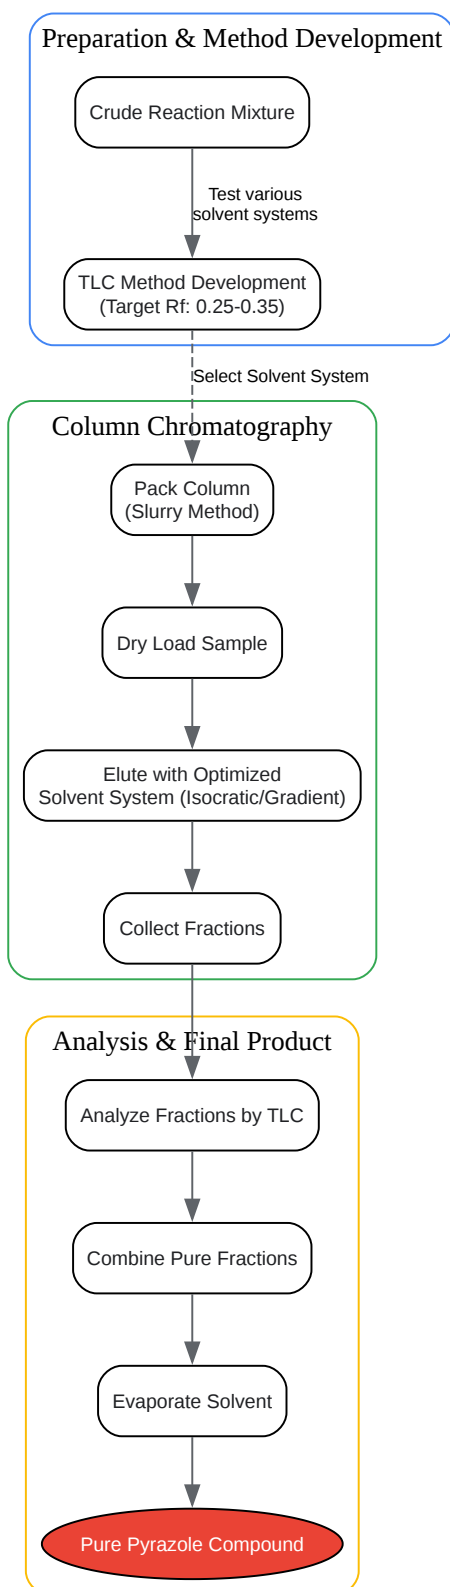 Preparation & Method Development
Crude Reaction Mixture
Test various
solvent systems
TLC Method Development
(Target Rf: 0.25-0.35)
Select Solvent System
Column Chromatography
Pack Column
(Slurry Method)
Dry Load Sample
Elute with Optimized
Solvent System (Isocratic/Gradient)
Collect Fractions
Analysis & Final Product
Analyze Fractions by TLC
Combine Pure Fractions
Evaporate Solvent
Pure Pyrazole Compound